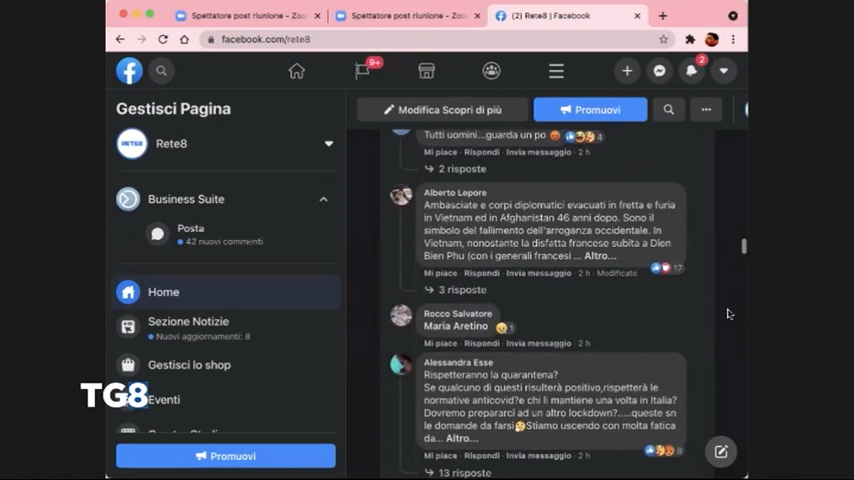 Spettatore post riunione - Zoo
Spettatore post riunione - Zoo
(2) Rete8 | Facebook
facebook.com/rete8
9+
2
Gestisci Pagina
Modifica Scopri di più
Promuovi
RETE8
Rete8
Business Suite
Posta
42 nuovi commenti
Home
Sezione Notizie
Nuovi aggiornamenti: 8
Gestisci lo shop
Eventi
TG8
Promuovi
Tutti uomini...guarda un po
4
Mi piace · Rispondi · Invia messaggio · 2 h
2 risposte
Alberto Lepore
Ambasciate e corpi diplomatici evacuati in fretta e furia
in Vietnam ed in Afghanistan 46 anni dopo. Sono il
simbolo del fallimento dell'arroganza occidentale. In
Vietnam, nonostante la disfatta francese subita a Dien
Bien Phu (con i generali francesi ... Altro...
17
Mi piace · Rispondi · Invia messaggio · 2 h · Modificato
3 risposte
Rocco Salvatore
Maria Aretino
1
Mi piace · Rispondi · Invia messaggio · 2 h
Alessandra Esse
Rispetteranno la quarantena?
Se qualcuno di questi risulterà positivo,rispetterà le
normative anticovid?e chi li mantiene una volta in Italia?
Dovremo prepararci ad un altro lockdown?.....queste sn
le domande da farsi🤔Stiamo uscendo con molta fatica
da... Altro...
8
Mi piace · Rispondi · Invia messaggio · 2 h
13 risposte